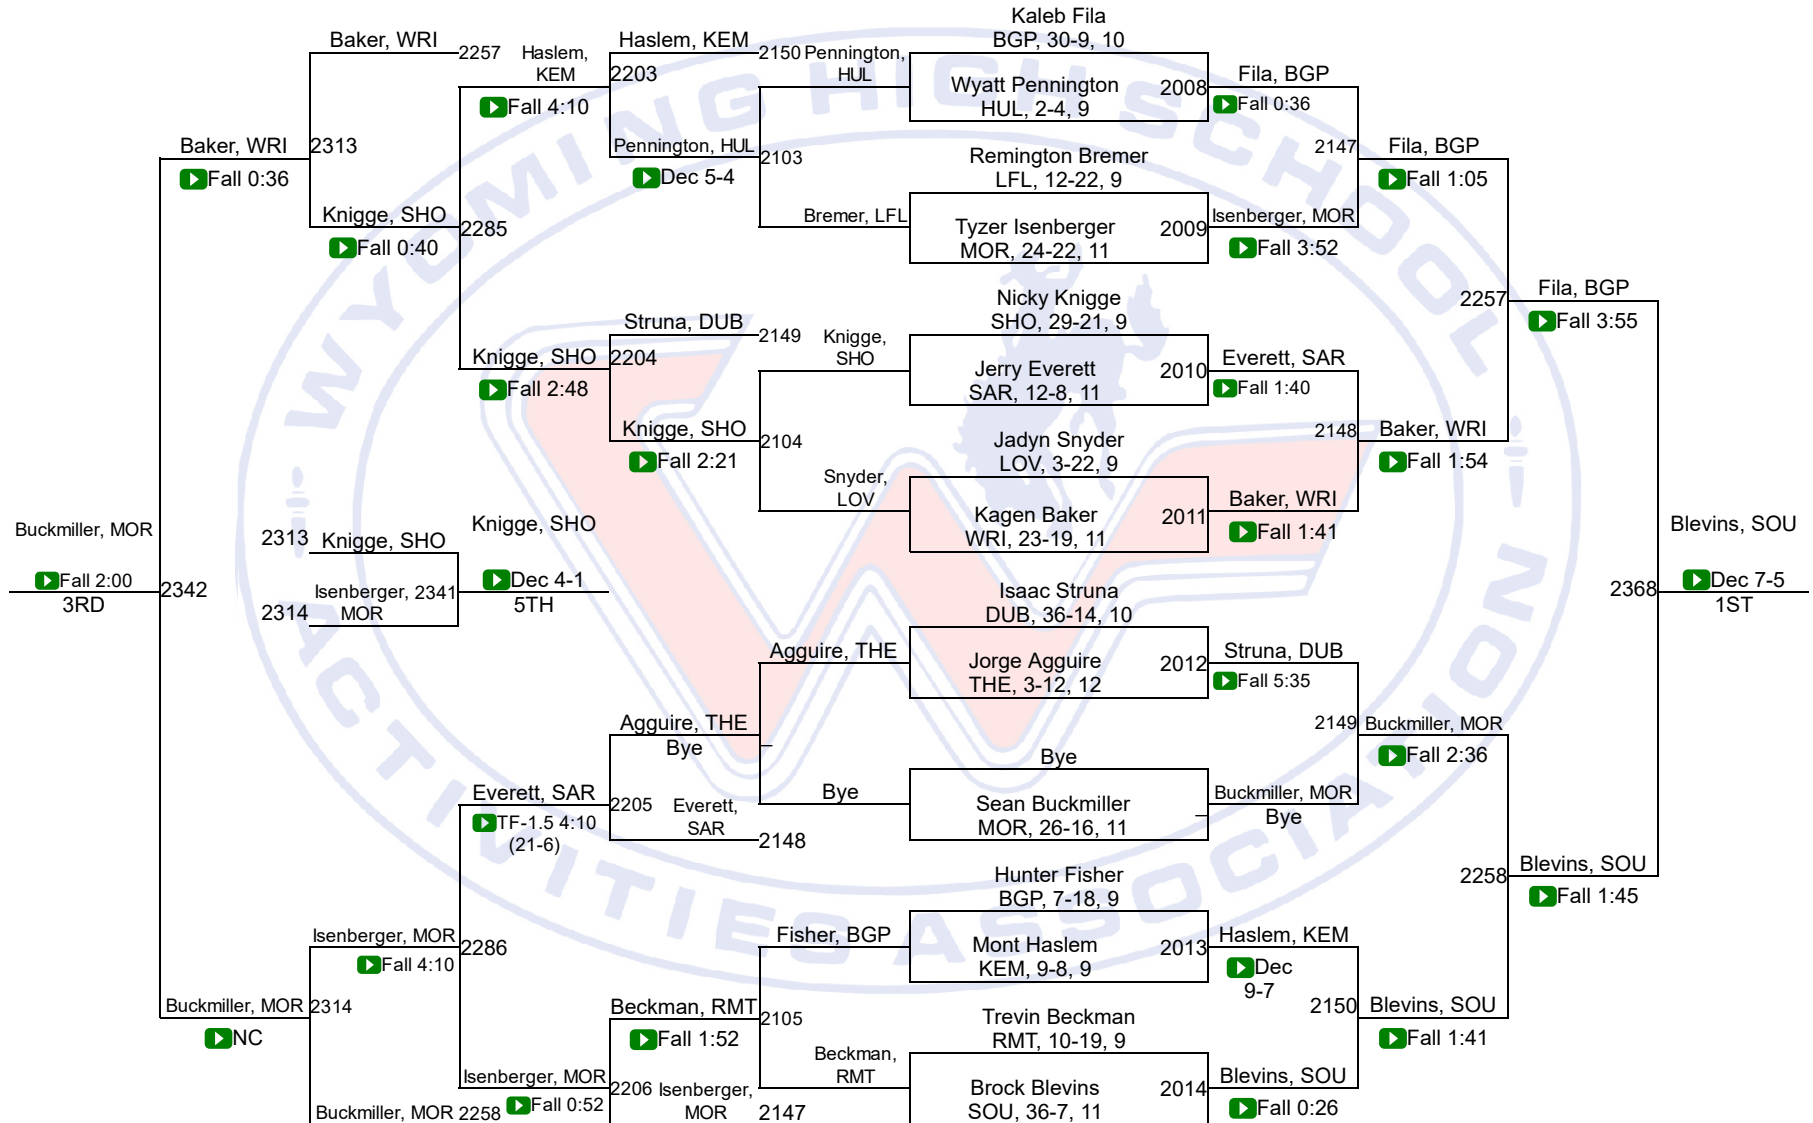 Kaleb Fila
Baker, WRI
2257
Haslem,
KEM
Haslem, KEM
2150
Pennington,
HUL
BGP, 30-9, 10
2203
Fall 4:10
Wyatt Pennington
HUL, 2-4, 9
2008
Fila, BGP
Fall 0:36
Baker, WRI
2313
Fall 0:36
Pennington, HUL
2103
Dec 5-4
Remington Bremer
LFL, 12-22, 9
2147
Fila, BGP
Fall 1:05
Knigge, SHO
2285
Fall 0:40
Bremer, LFL
Tyzer Isenberger
MOR, 24-22, 11
2009
Isenberger, MOR
Fall 3:52
Nicky Knigge
SHO, 29-21, 9
2257
Fila, BGP
Fall 3:55
Struna, DUB
2149
Knigge,
SHO
Knigge, SHO
2204
Fall 2:48
Jerry Everett
SAR, 12-8, 11
2010
Everett, SAR
Fall 1:40
Knigge, SHO
2104
Fall 2:21
Jadyn Snyder
LOV, 3-22, 9
2148
Baker, WRI
Fall 1:54
Snyder,
LOV
Kagen Baker
WRI, 23-19, 11
2011
Baker, WRI
Fall 1:41
Buckmiller, MOR
Fall 2:00
3RD
2342
2313
Knigge, SHO
Knigge, SHO
2314
Isenberger,
MOR
2341
Dec 4-1
5TH
Isaac Struna
DUB, 36-14, 10
2368
Blevins, SOU
Dec 7-5
1ST
Agguire, THE
Jorge Agguire
THE, 3-12, 12
2012
Struna, DUB
Fall 5:35
Agguire, THE
Bye
2149
Buckmiller, MOR
Fall 2:36
Bye
Bye
Sean Buckmiller
MOR, 26-16, 11
Buckmiller, MOR
Bye
Everett, SAR
2205
TF-1.5 4:10
(21-6)
Everett,
SAR
2148
Hunter Fisher
BGP, 7-18, 9
2258
Blevins, SOU
Fall 1:45
Isenberger, MOR
2286
Fall 4:10
Fisher, BGP
Mont Haslem
KEM, 9-8, 9
2013
Haslem, KEM
Dec
9-7
Buckmiller, MOR
2314
NC
Beckman, RMT
2105
Fall 1:52
Trevin Beckman
RMT, 10-19, 9
2150
Blevins, SOU
Fall 1:41
Beckman,
RMT
Isenberger, MOR
2206
Fall 0:52
Isenberger,
MOR
2147
Brock Blevins
SOU, 36-7, 11
2014
Blevins, SOU
Fall 0:26
Buckmiller, MOR
2258
WYOMING HIGH SCHOOL
ACTIVITIES ASSOCIATION